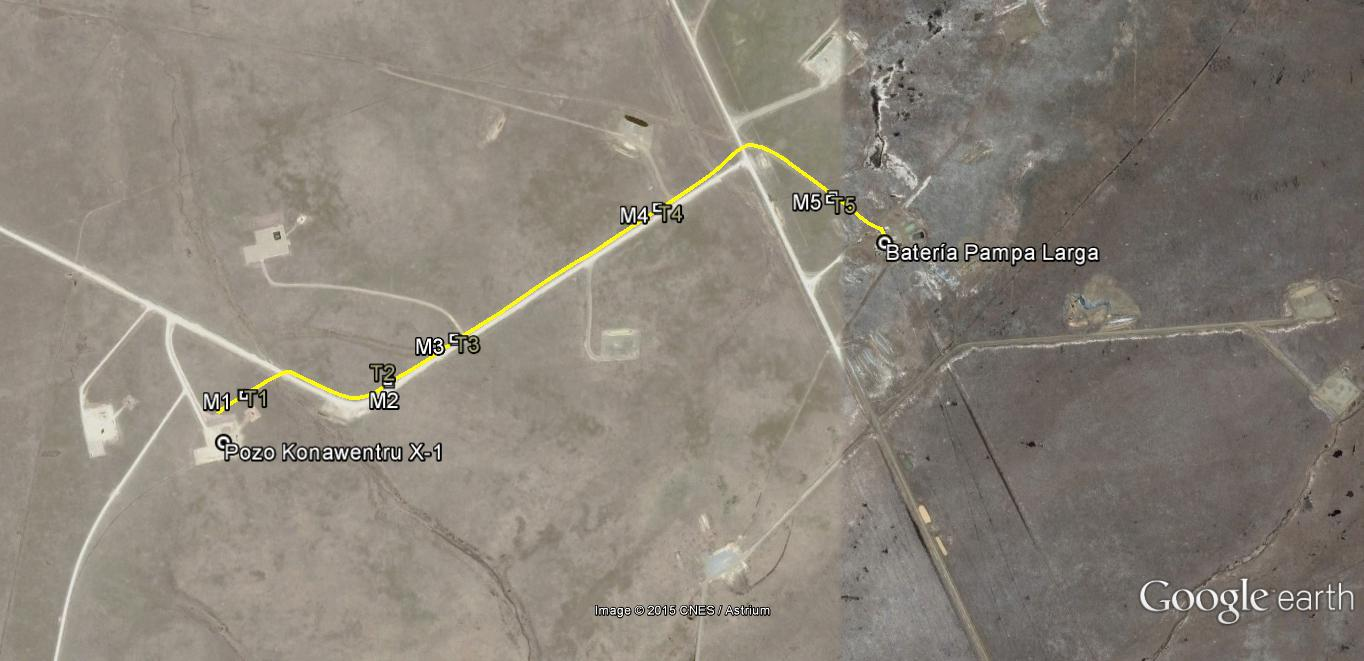 M4 T4
M5 T5
Batería Pampa Larga
M3 T3
T2
M1 T1
M2
Pozo Konawentru X-1
Image © 2015 CNES / Astrium
Google earth